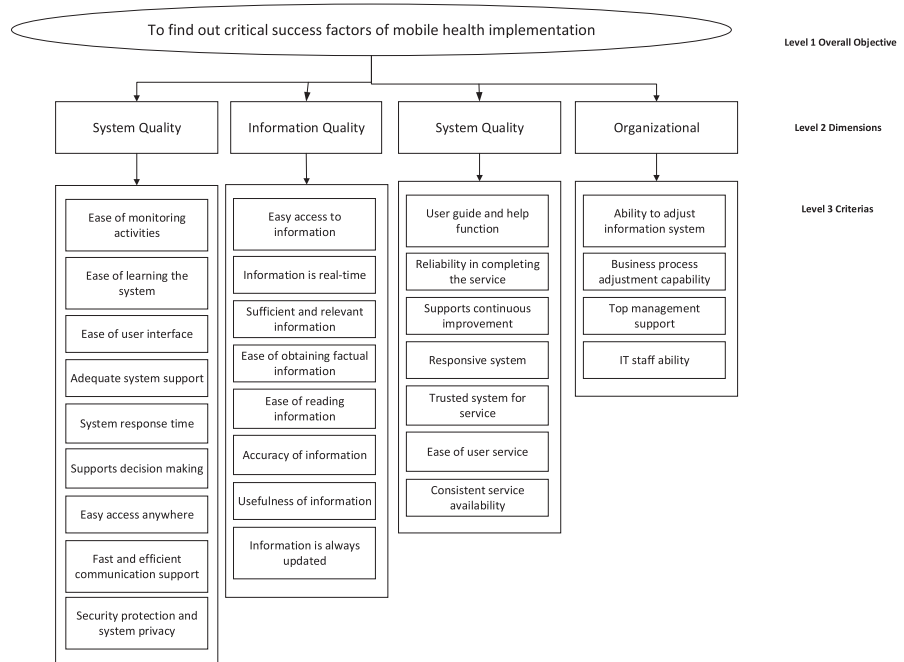 To find out critical success factors of mobile health implementation
Level 1 Overall Objective
System Quality
Information Quality
System Quality
Organizational
Level 2 Dimensions
Level 3 Criterias
Ease of monitoring
activities
Ease of learning the
system
Ease of user interface
Adequate system support
System response time
Supports decision making
Easy access anywhere
Fast and efficient
communication support
Security protection and
system privacy
Easy access to
information
Information is real-time
Sufficient and relevant
information
Ease of obtaining factual
information
Ease of reading
information
Accuracy of information
Usefulness of information
Information is always
updated
User guide and help
function
Reliability in completing
the service
Supports continuous
improvement
Responsive system
Trusted system for
service
Ease of user service
Consistent service
availability
Ability to adjust
information system
Business process
adjustment capability
Top management
support
IT staff ability